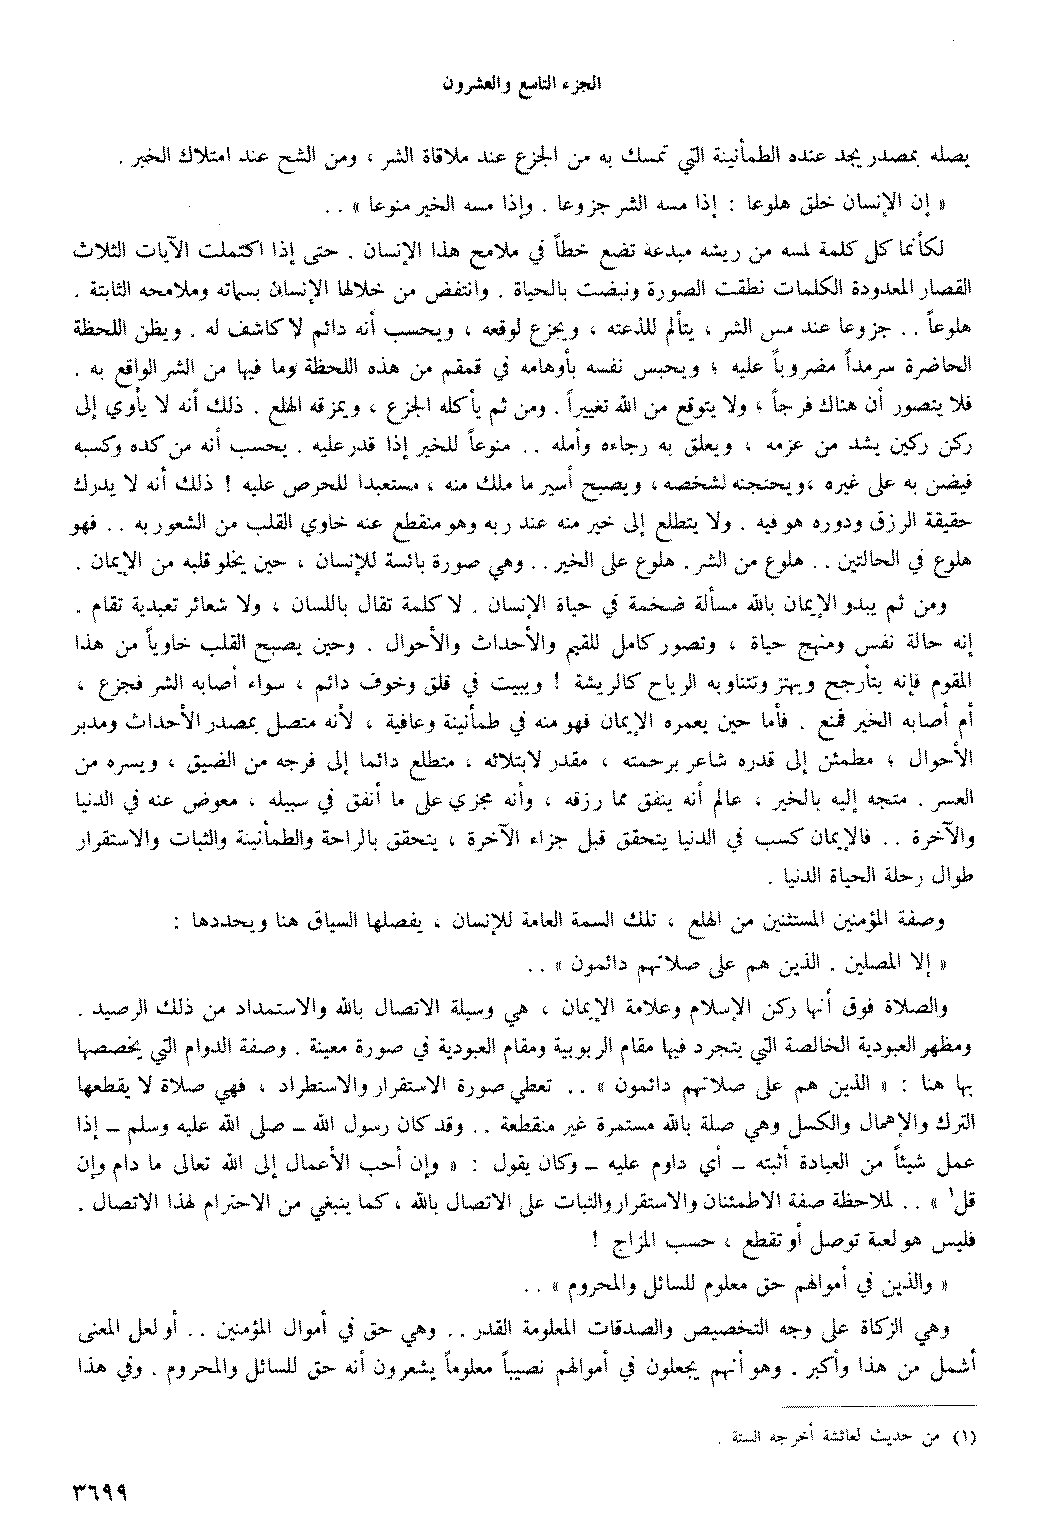 الجزء التاسع والعشرون
يصله بمصدر يجد عنده الطمأنينة التي تمسك به من الجزع عند ملاقاة الشر ، ومن الشح عند امتلاك الخير .
« إن الإنسان خلق هلوعا : إذا مسه الشر جزوعا . وإذا مسه الخير منوعا » . .
لكأنما كل كلمة لمسه من ريشه مبدعة تضع خطاً في ملامح هذا الإنسان . حتى إذا اكتملت الآيات الثلاث
القصار المعدودة الكلمات نطقت الصورة ونبضت بالحياة . وانتفض من خلالها الإنسان بسماته وملامحه الثابتة .
هلوعاً . . جزوعا عند مس الشر ، يتألم للذعته ، ويجزع لوقعه ، ويحسب أنه دائم لا كاشف له . ويظن اللحظة
الحاضرة سرمداً مضروباً عليه ؛ ويحبس نفسه بأوهامه في قمقم من هذه اللحظة وما فيها من الشر الواقع به .
فلا يتصور أن هناك فرجاً ؛ ولا يتوقع من الله تغييراً . ومن ثم يأكله الجزع ، ويمزقه الهلع . ذلك أنه لا يأوي إلى
ركن ركين يشد من عزمه ، ويعلق به رجاءه وأمله . . منوعاً للخير إذا قدر عليه . يحسب أنه من كده وكسبه
فيضن به على غيره ،ويحتجنه لشخصه، ويصبح أسير ما ملك منه ، مستعبدا للحرص عليه ! ذلك أنه لا يدرك
حقيقة الرزق ودوره هو فيه . ولا يتطلع إلى خير منه عند ربه وهو منقطع عنه خاوي القلب من الشعور به . . فهو
هلوع في الحالتين . . هلوع من الشر . هلوع على الخير . . وهي صورة بائسة للإنسان ، حين يخلو قلبه من الإيمان .
ومن ثم يبدو الإيمان بالله مسألة ضخمة في حياة الإنسان . لا كلمة تقال باللسان ، ولا شعائر تعبدية تقام .
إنه حالة نفس ومنهج حياة ، وتصور كامل للقيم والأحداث والأحوال . وحين يصبح القلب خاوياً من هذا
المقوم فإنه يتأرجح ويهتز وتتناوبه الرياح كالريشة ! ويبيت في قلق وخوف دائم ، سواء أصابه الشر فجزع ،
أم أصابه الخير فمنع . فأما حين يعمره الإيمان فهو منه في طمأنينة وعافية ، لأنه متصل بمصدر الأحداث ومدبر
الأحوال ؛ مطمئن إلى قدره شاعر برحمته ، مقدر لابتلائه ، متطلع دائما إلى فرجه من الضيق ، ويسره من
العسر . متجه إليه بالخير ، عالم أنه ينفق مما رزقه ، وأنه مجزي على ما أنفق في سبيله ، معوض عنه في الدنيا
والآخرة . . فالإيمان كسب في الدنيا يتحقق قبل جزاء الآخرة ، يتحقق بالراحة والطمأنينة والثبات والاستقرار
طوال رحلة الحياة الدنيا .
وصفة المؤمنين المستثنين من الهلع ، تلك السمة العامة للإنسان ، يفصلها السياق هنا ويحددها :
« إلا المصلين . الذين هم على صلاتهم دائمون » . .
والصلاة فوق أنها ركن الإسلام وعلامة الإيمان ، هي وسيلة الاتصال بالله والاستمداد من ذلك الرصيد .
ومظهر العبودية الخالصة التي يتجرد فيها مقام الربوبية ومقام العبودية في صورة معينة . وصفة الدوام التي يخصصها
بها هنا : « الذين هم على صلاتهم دائمون » . . تعطي صورة الاستقرار والاستطراد ، فهي صلاة لا يقطعها
الترك والإهمال والكسل وهي صلة بالله مستمرة غير منقطعة . . وقد كان رسول الله – صلى الله عليه وسلم – إذا
عمل شيئاً من العبادة أثبته – أي داوم عليه – وكان يقول : « وإن أحب الأعمال إلى الله تعالى ما دام وإن
قل¹ » . . لملاحظة صفة الاطمئنان والاستقرار والثبات على الاتصال بالله ، كما ينبغي من الاحترام لهذا الاتصال .
فليس هو لعبة توصل أو تقطع ، حسب المزاج !
« والذين في أموالهم حق معلوم للسائل والمحروم » . .
وهي الزكاة على وجه التخصيص والصدقات المعلومة القدر . . وهي حق في أموال المؤمنين . . أو لعل المعنى
أشمل من هذا وأكبر . وهو أنهم يجعلون في أموالهم نصيباً معلوماً يشعرون أنه حق للسائل والمحروم . وفي هذا
(١) من حديث لعائشة أخرجه الستة .
٣٦٩٩